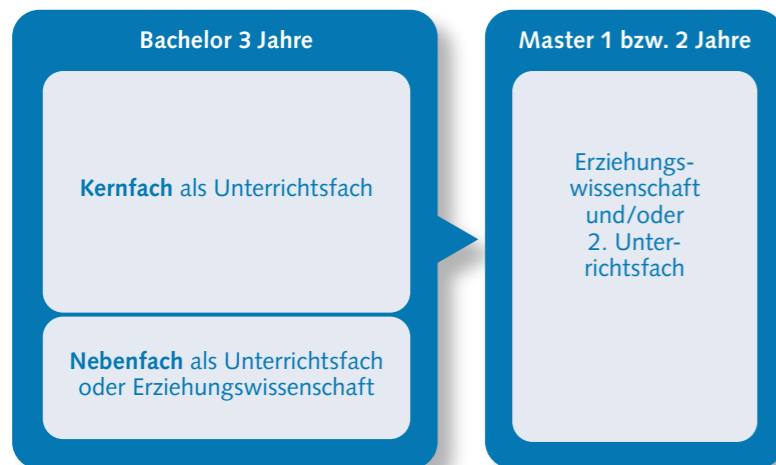 Bachelor 3 Jahre
Kernfach als Unterrichtsfach
Nebenfach als Unterrichtsfach
oder Erziehungswissenschaft
Master 1 bzw. 2 Jahre
Erziehungs-
wissenschaft
und/oder
2. Unter-
richtsfach